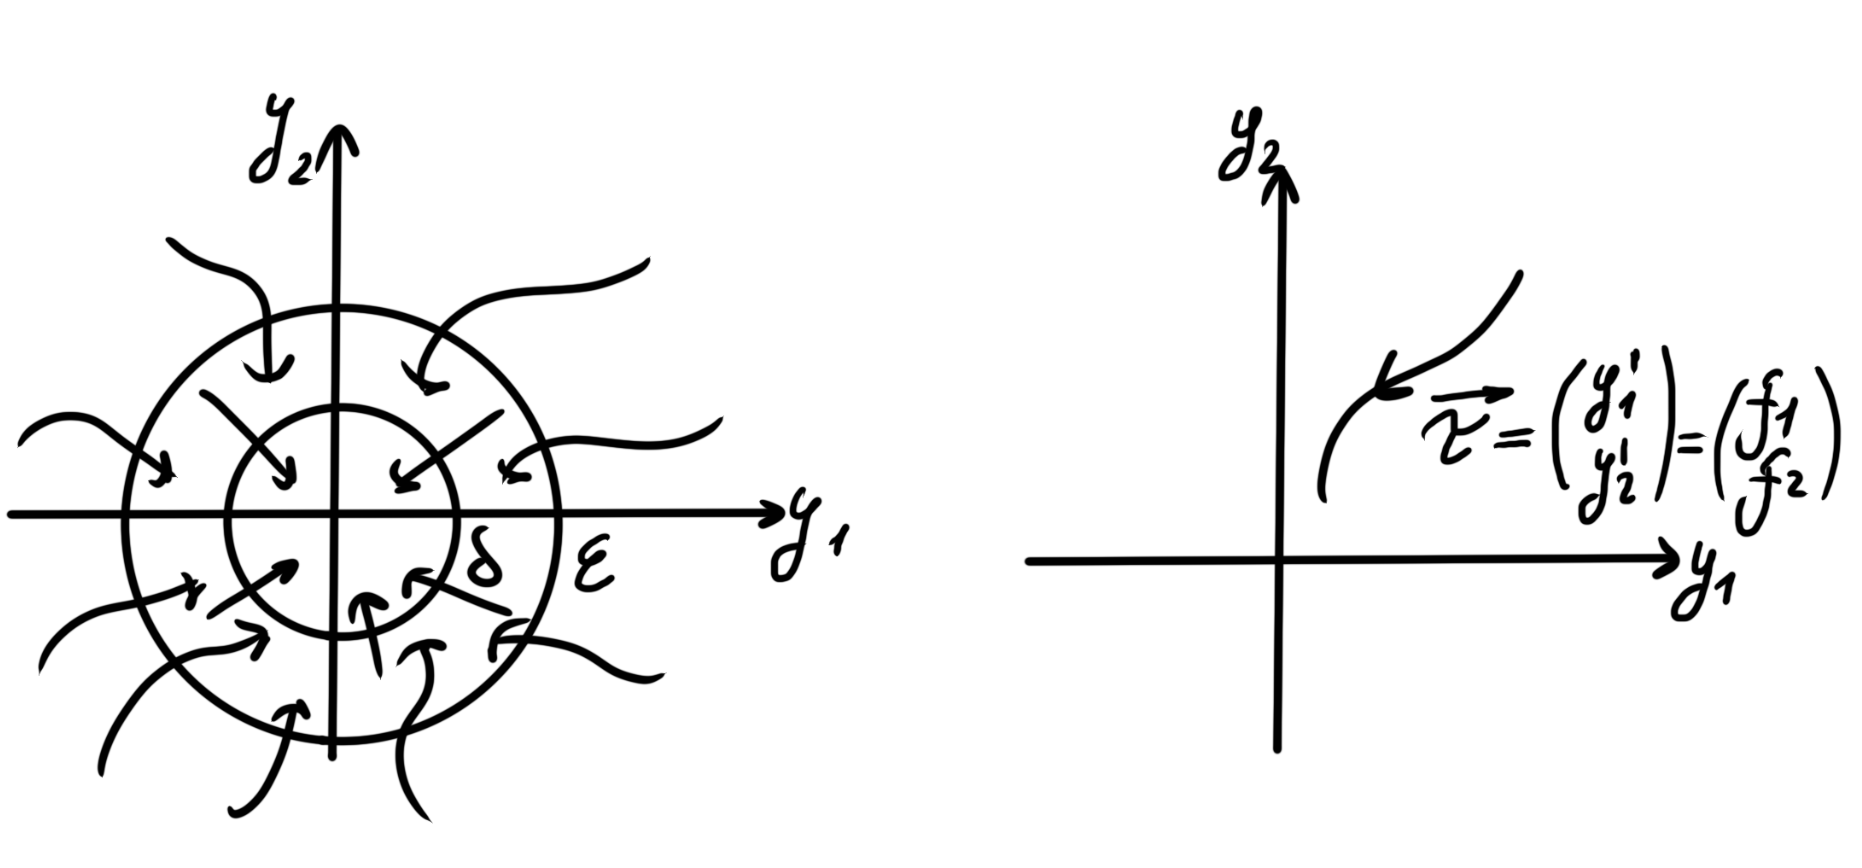 y₂
δ
ε
y₁
y₂
τ⃗ = (y₁′ y₂′) = (f₁ f₂)
y₁